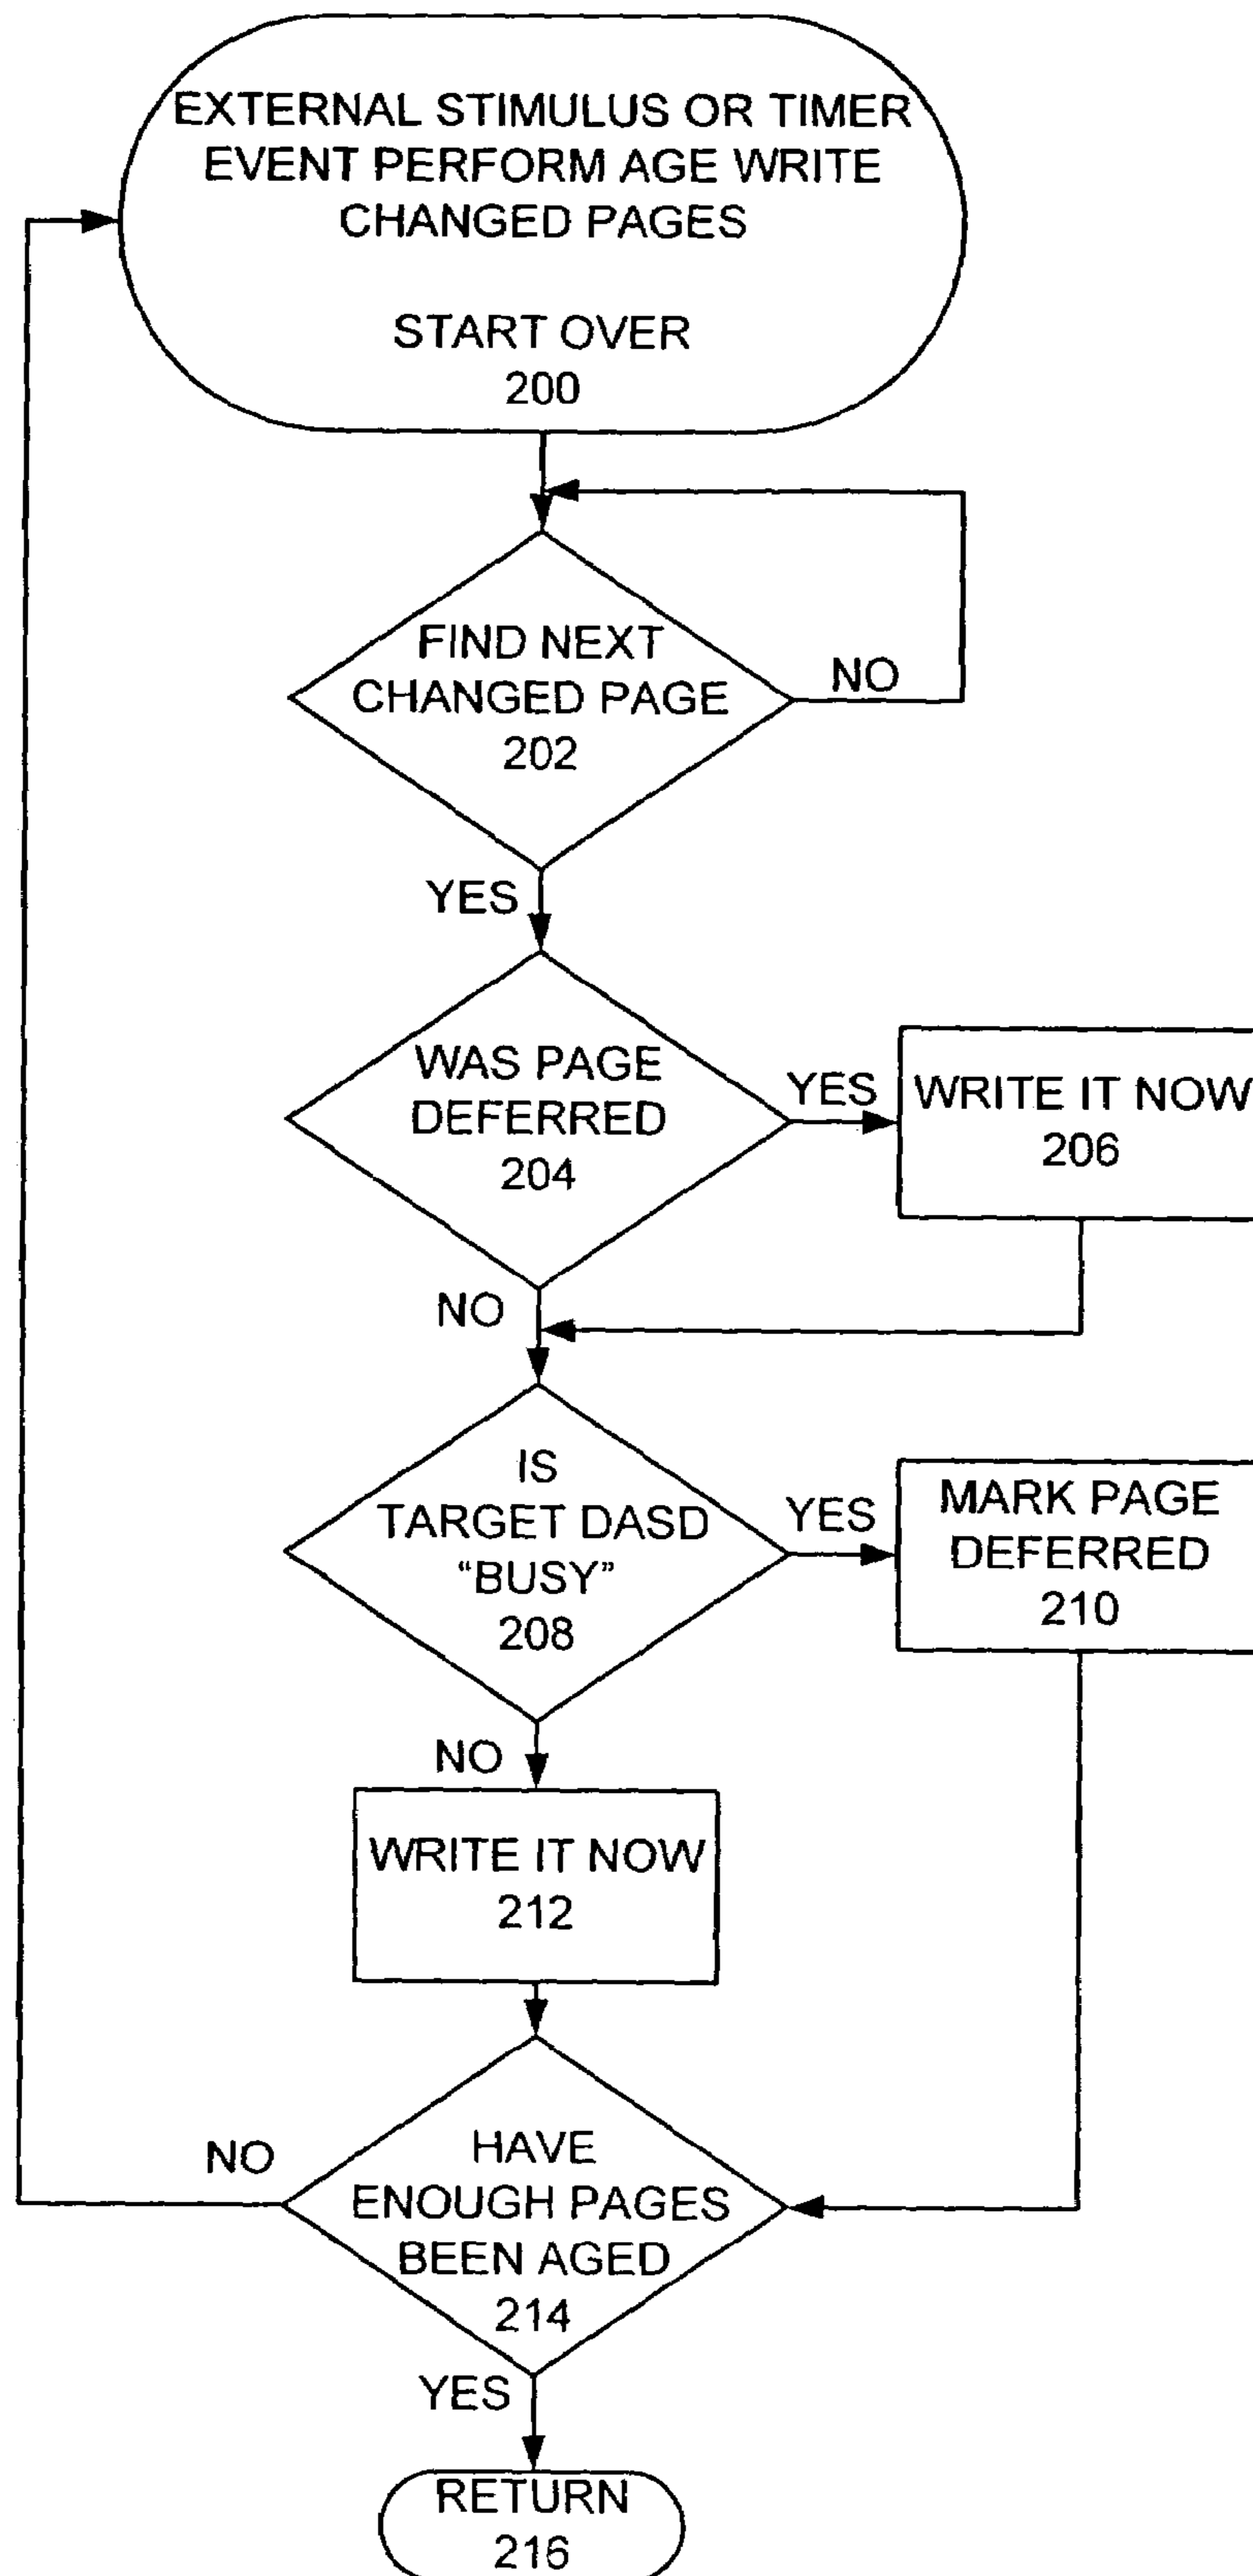 EXTERNAL STIMULUS OR TIMER
EVENT PERFORM AGE WRITE
CHANGED PAGES
START OVER
200
FIND NEXT
CHANGED PAGE
202
NO
YES
WAS PAGE
DEFERRED
204
YES
WRITE IT NOW
206
NO
IS
TARGET DASD
“BUSY”
208
YES
MARK PAGE
DEFERRED
210
NO
WRITE IT NOW
212
HAVE
ENOUGH PAGES
BEEN AGED
214
NO
YES
RETURN
216